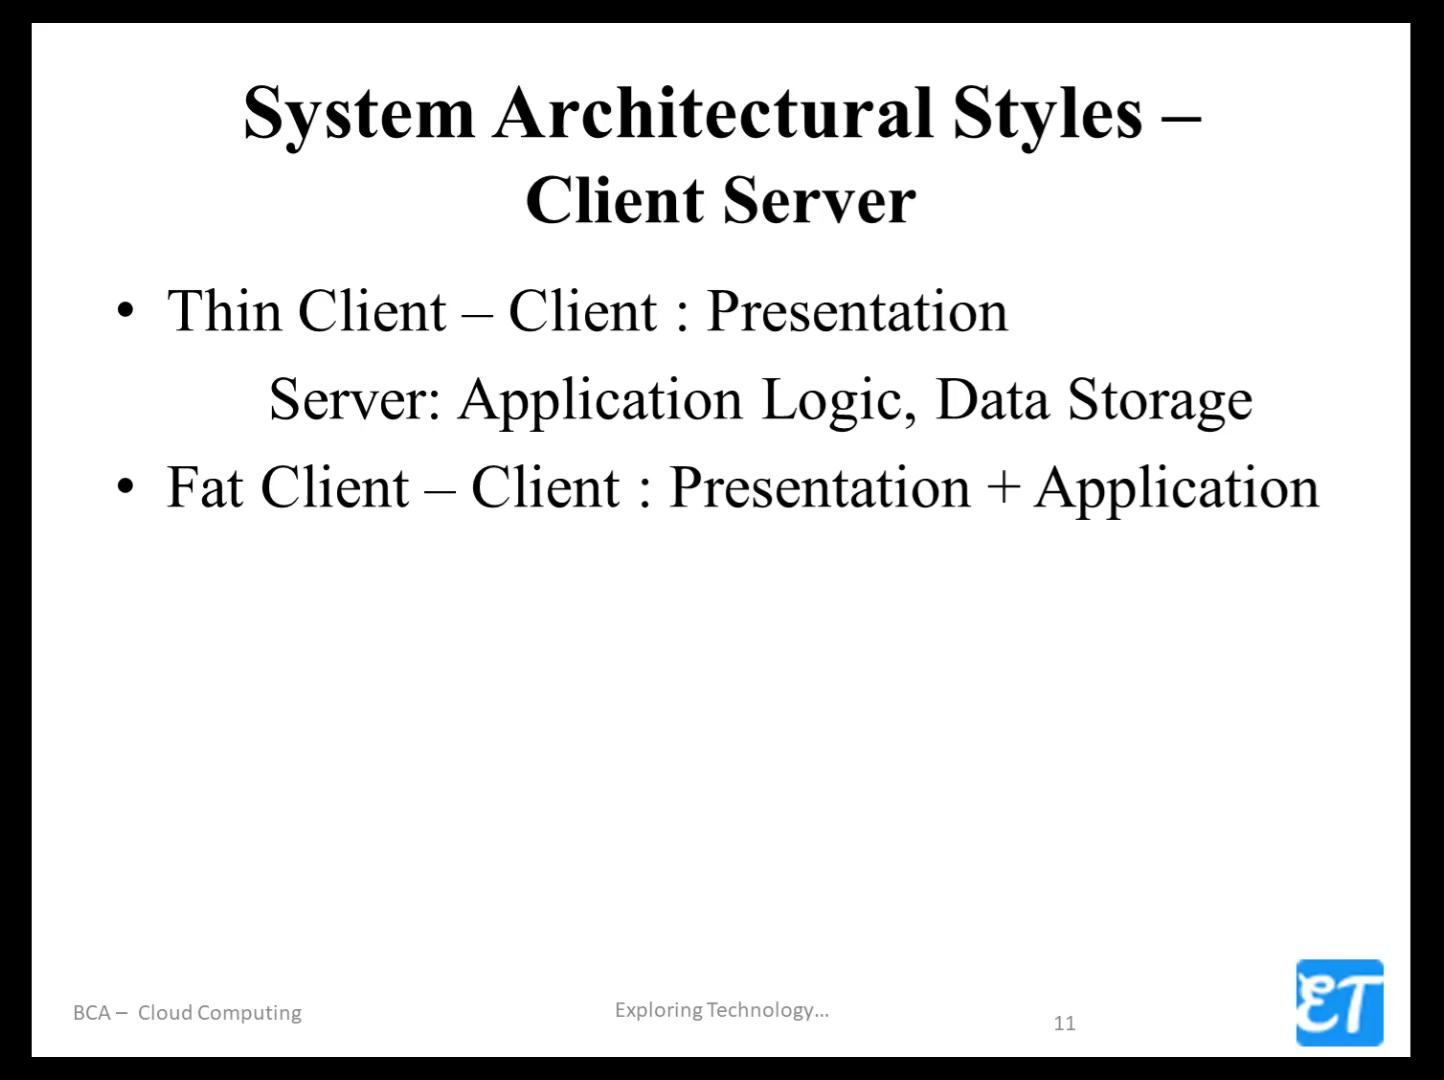 System Architectural Styles –
Client Server
• Thin Client – Client : Presentation
Server: Application Logic, Data Storage
• Fat Client – Client : Presentation + Application
BCA – Cloud Computing
Exploring Technology...
11
ET